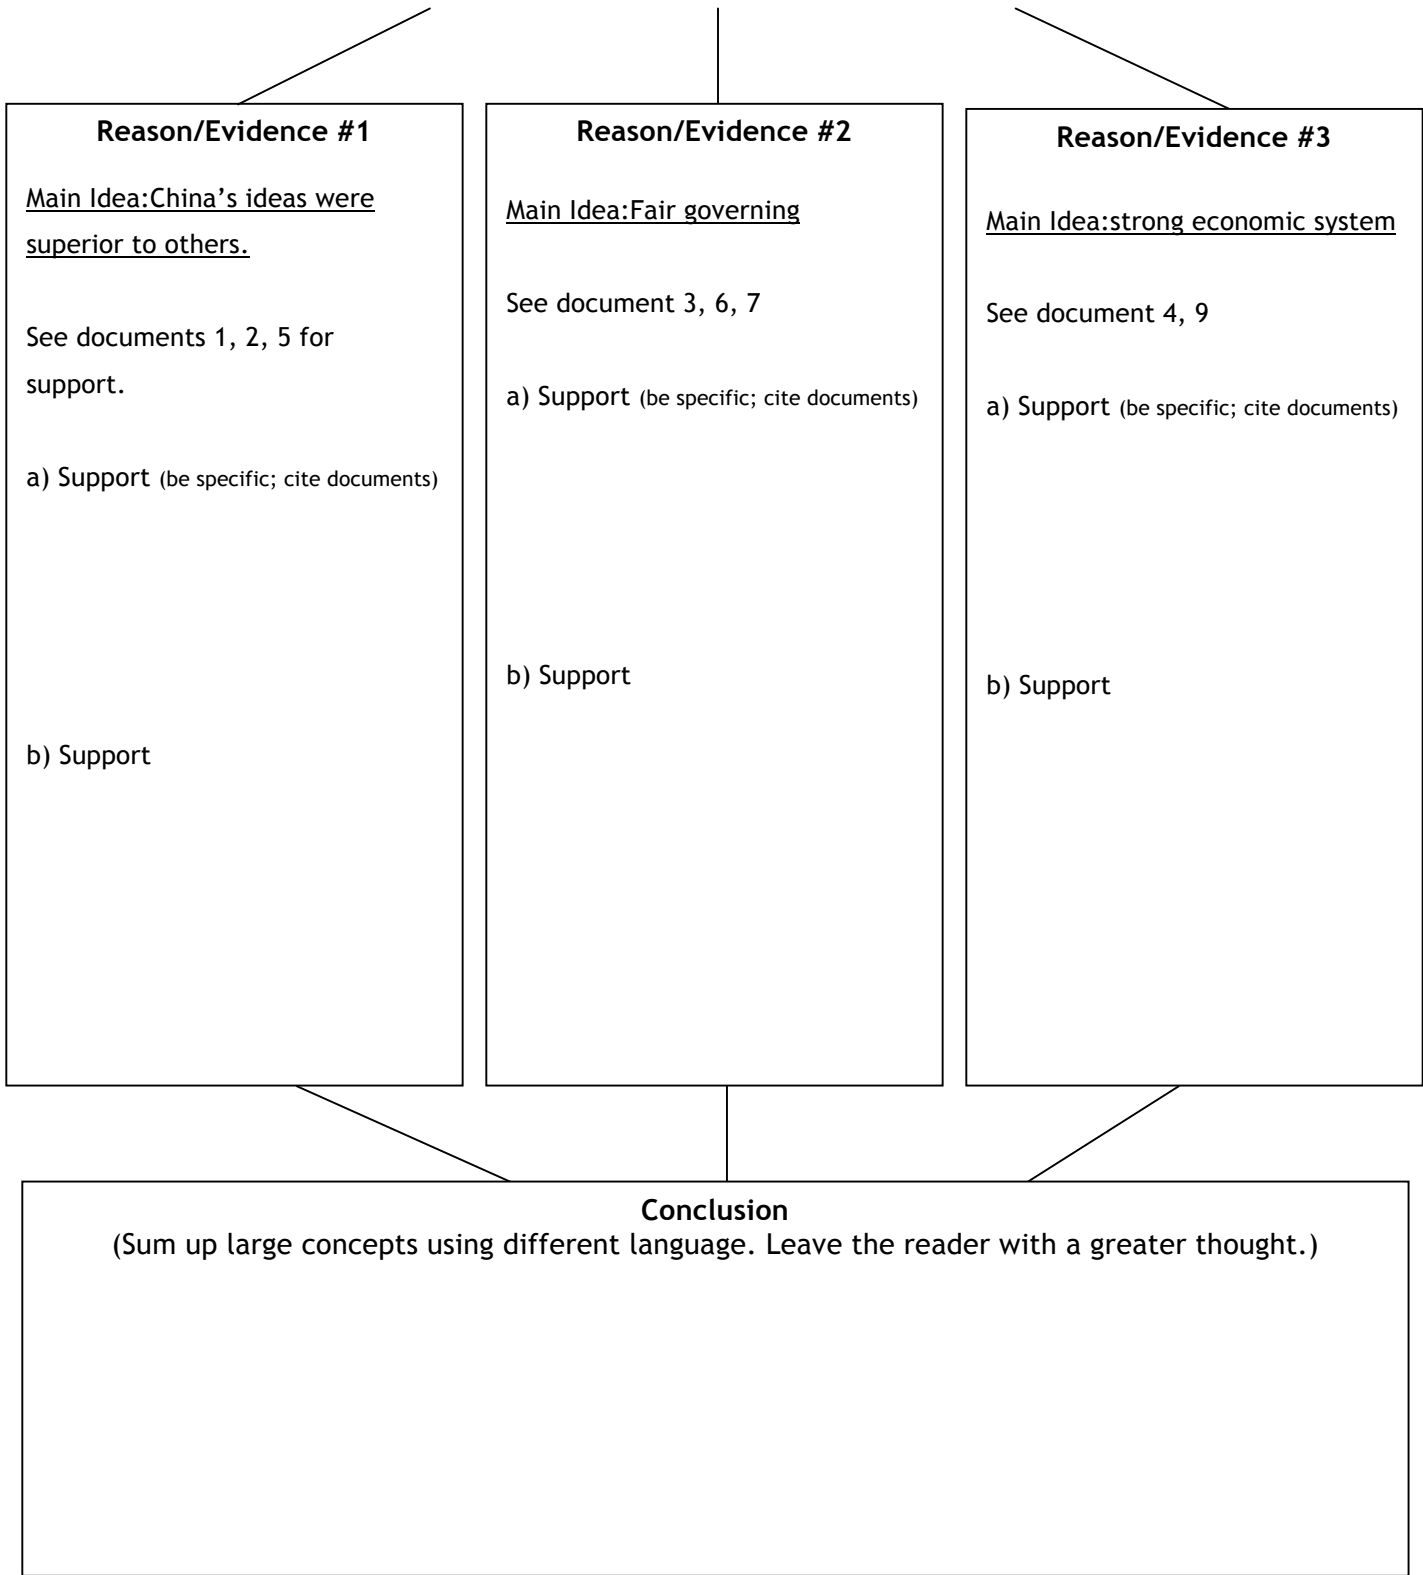 Reason/Evidence #1
Main Idea:China’s ideas were
superior to others.
See documents 1, 2, 5 for
support.
a) Support (be specific; cite documents)
b) Support
Reason/Evidence #2
Main Idea:Fair governing
See document 3, 6, 7
a) Support (be specific; cite documents)
b) Support
Reason/Evidence #3
Main Idea:strong economic system
See document 4, 9
a) Support (be specific; cite documents)
b) Support
Conclusion
(Sum up large concepts using different language. Leave the reader with a greater thought.)